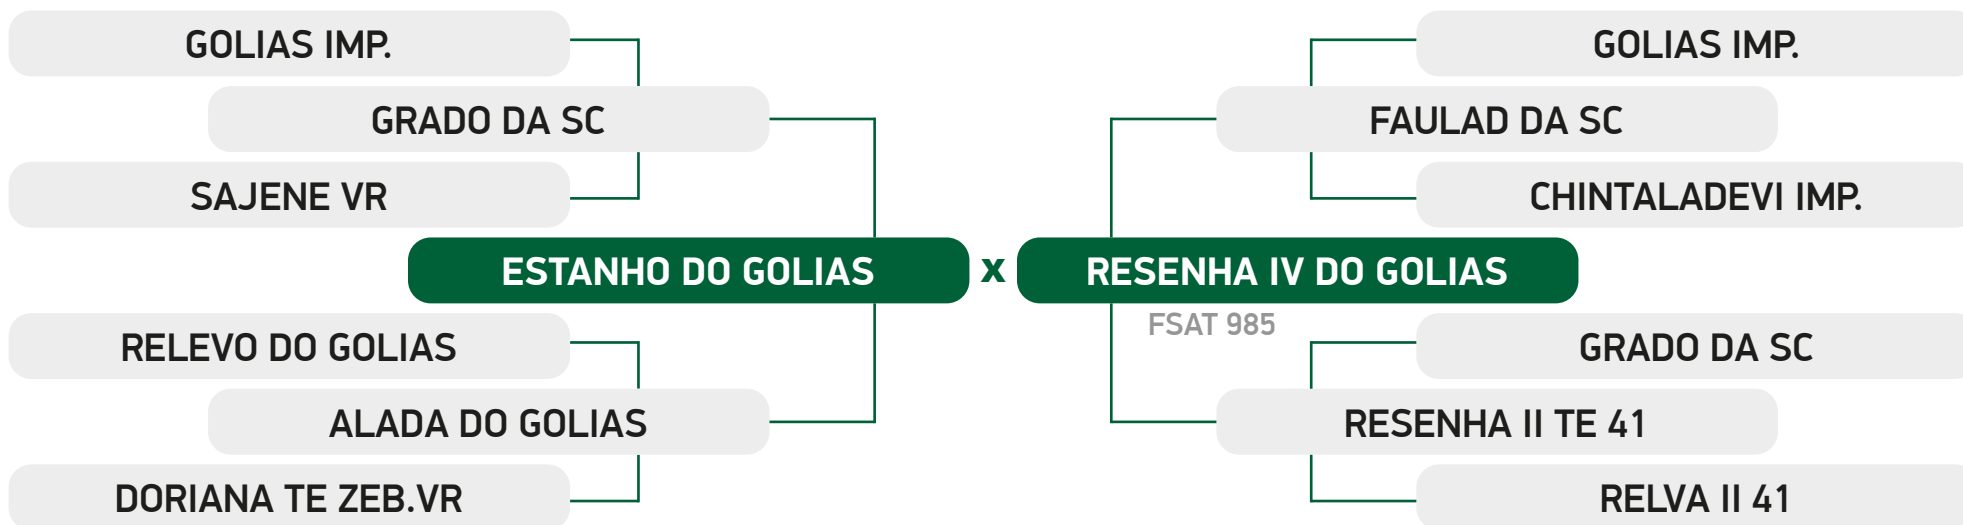 GOLIAS IMP.
GOLIAS IMP.
GRADO DA SC
FAULAD DA SC
SAJENE VR
CHINTALADEVI IMP.
ESTANHO DO GOLIAS x RESENHA IV DO GOLIAS
FSAT 985
RELEVO DO GOLIAS
GRADO DA SC
ALADA DO GOLIAS
RESENHA II TE 41
DORIANA TE ZEB.VR
RELVA II 41